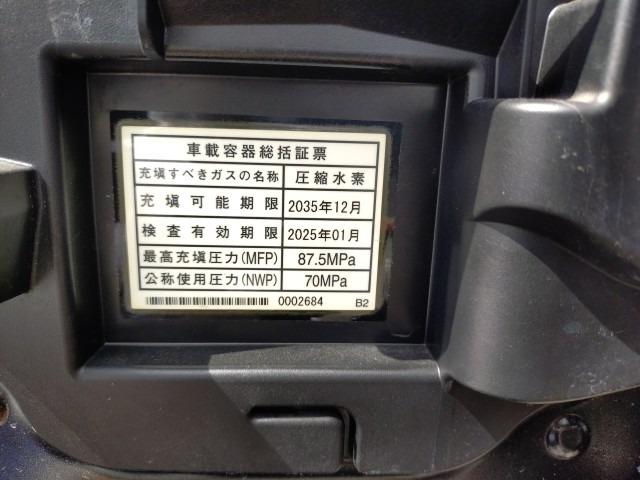 車載容器総括証票
充塡すべきガスの名称 圧縮水素
充塡可能期限 2035年12月
検査有効期限 2025年01月
最高充塡圧力(MFP) 87.5MPa
公称使用圧力(NWP) 70MPa
0002684 B2